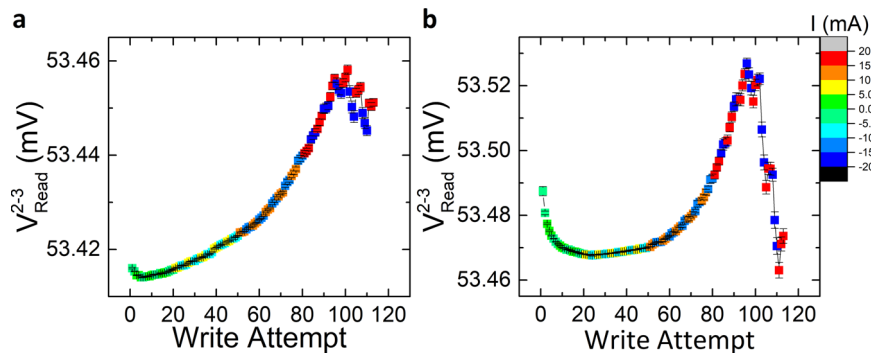 a
b
I (mA)
53.46
53.44
53.42
V^{2-3}_{Read} (mV)
0 20 40 60 80 100 120
Write Attempt
53.52
53.50
53.48
53.46
V^{2-3}_{Read} (mV)
0 20 40 60 80 100 120
Write Attempt
20
15
10
5.0
0.0
-5.0
-10
-15
-20